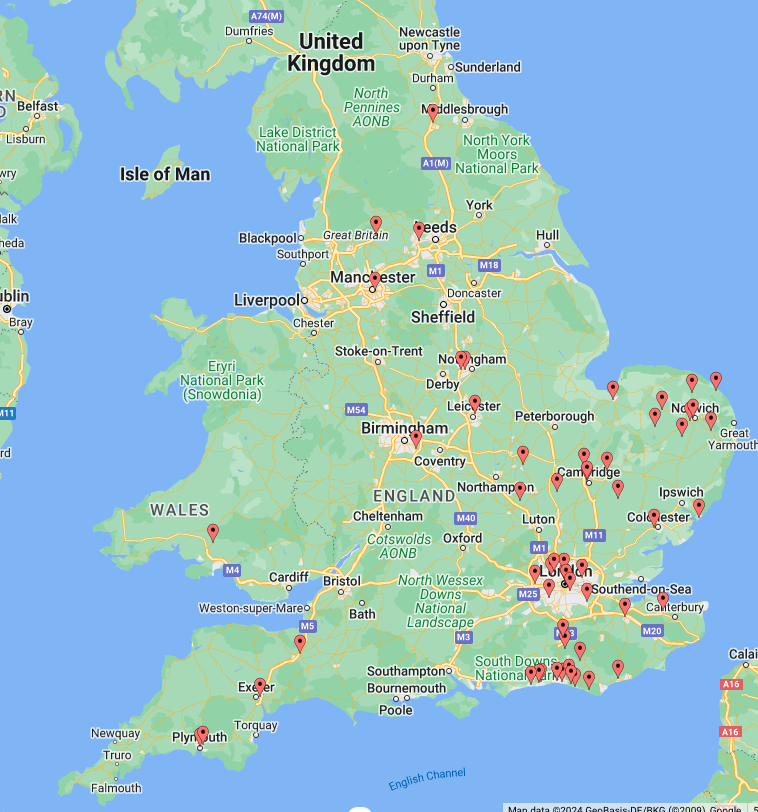 A74(M)
Dumfries
Newcastle
upon Tyne
United
Kingdom
Sunderland
Durham
North
Pennines
AONB
Belfast
Lisburn
Middlesbrough
Lake District
National Park
North York
Moors
National Park
A1(M)
Isle of Man
York
Leeds
Great Britain
Blackpool
Hull
Southport
M1
M18
Manchester
Doncaster
Liverpool
Sheffield
Chester
Bray
Stoke-on-Trent
Nottingham
Eryri
National Park
(Snowdonia)
Derby
M11
M54
Leicester
Norwich
Peterborough
Birmingham
Great
Yarmouth
Coventry
Cambridge
Northampton
ENGLAND
Ipswich
WALES
Colchester
Cheltenham
M40
Luton
Cotswolds
AONB
Oxford
M11
M1
M4
London
Cardiff
Bristol
North Wessex
Downs
National
Landscape
Southend-on-Sea
M25
Weston-super-Mare
Bath
Canterbury
M5
M3
M20
Calai
South Downs
National Park
Southampton
Exeter
Bournemouth
A16
Poole
Torquay
Newquay
Plymouth
A16
Truro
Falmouth
English Channel
Map data ©2024 GeoBasis-DE/BKG (©2009), Google